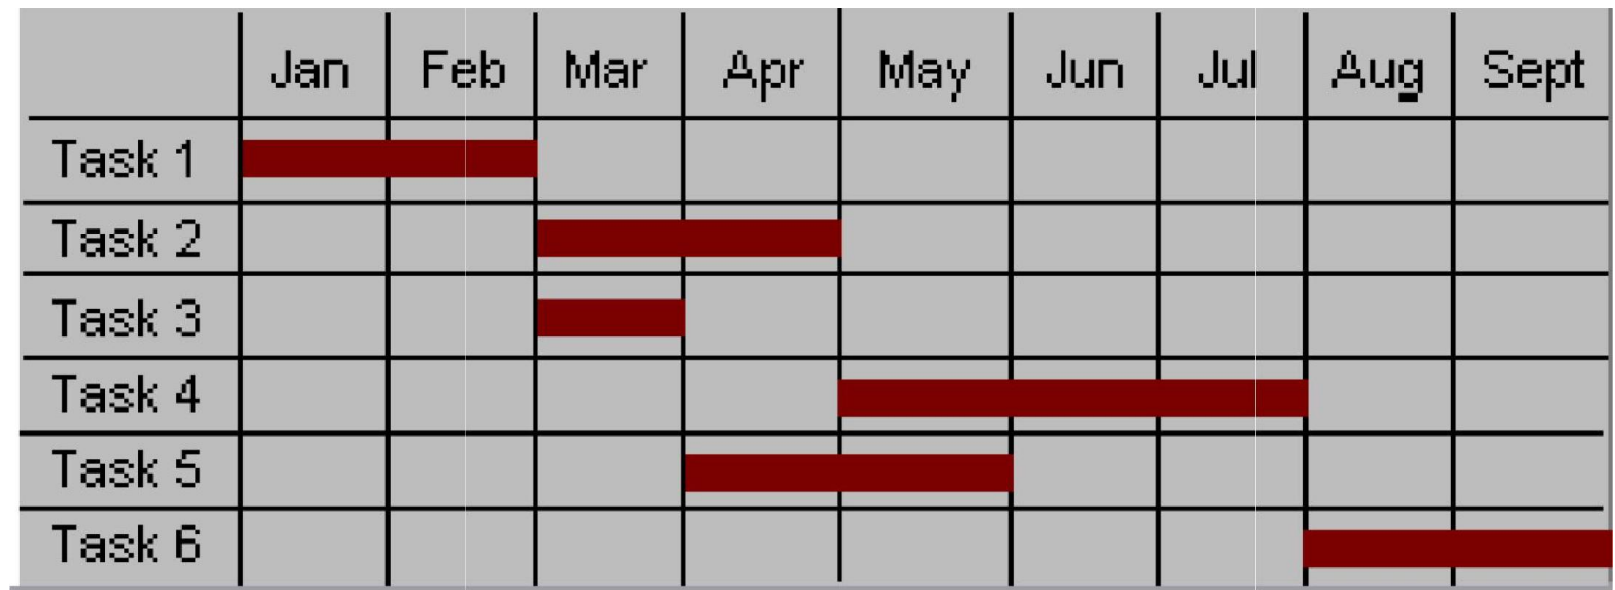 Jan Feb Mar Apr May Jun Jul Aug Sept
Task 1
Task 2
Task 3
Task 4
Task 5
Task 6